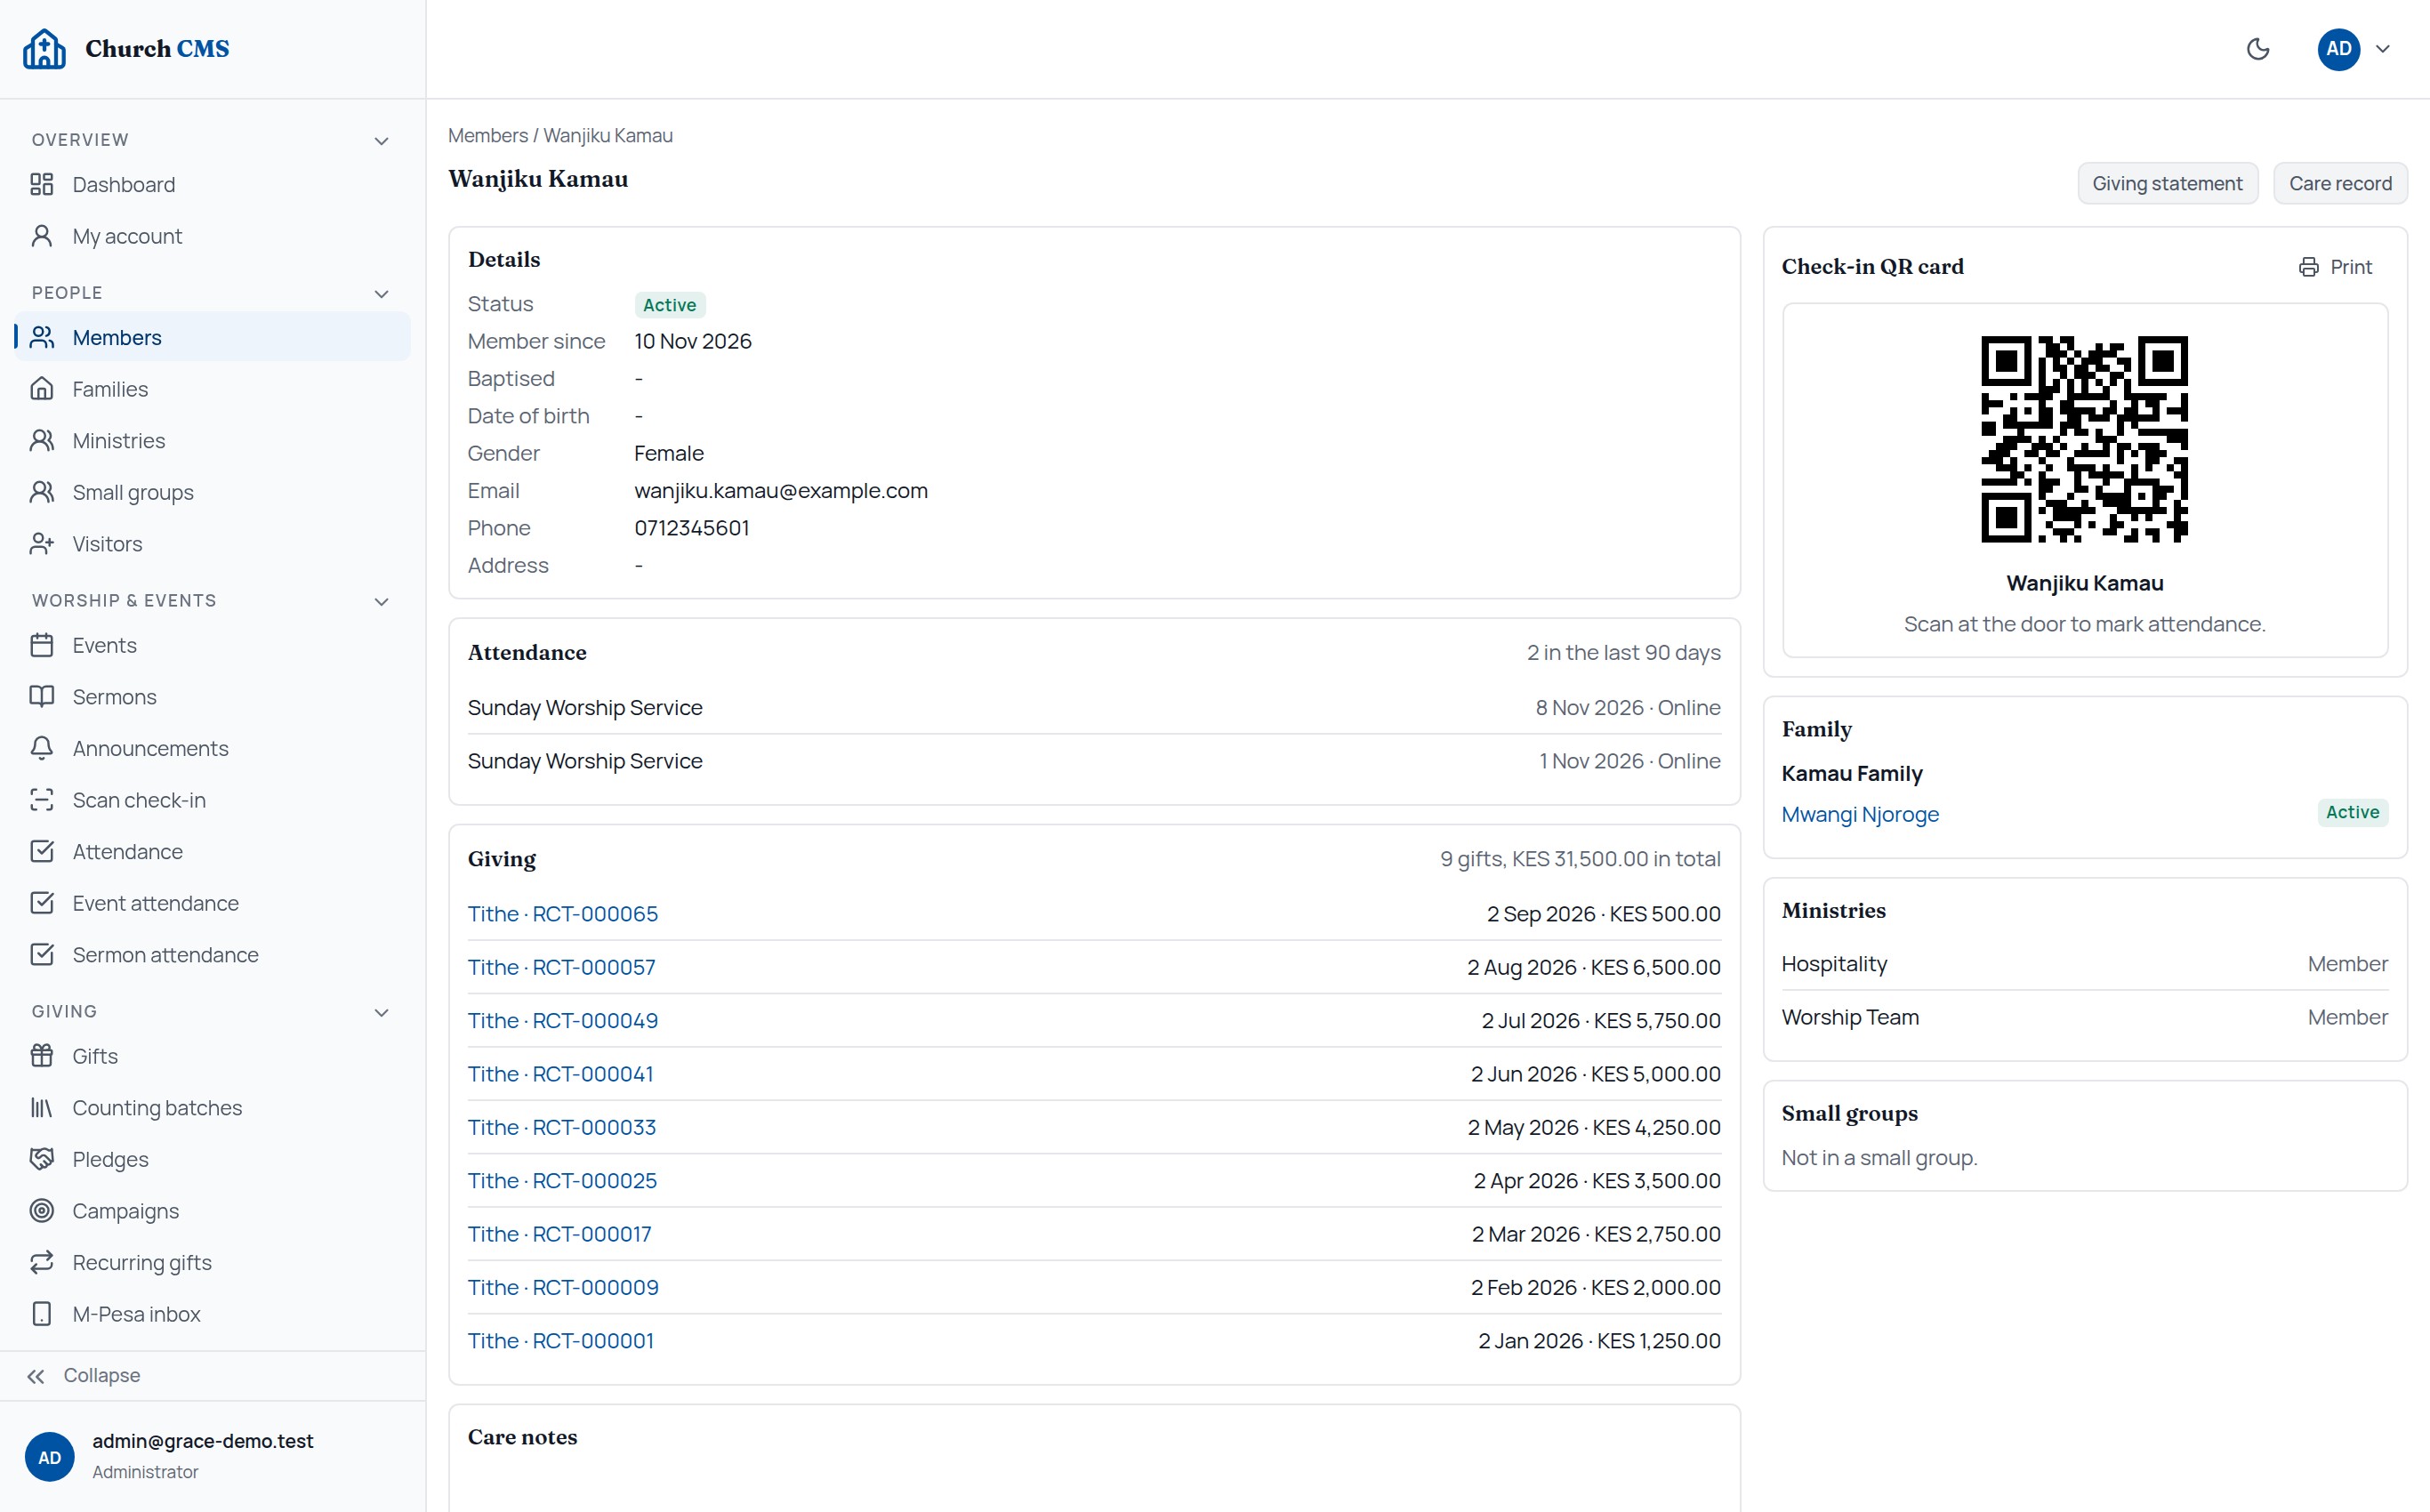 Church CMS
AD
OVERVIEW
Dashboard
My account
PEOPLE
Members
Families
Ministries
Small groups
Visitors
WORSHIP & EVENTS
Events
Sermons
Announcements
Scan check-in
Attendance
Event attendance
Sermon attendance
GIVING
Gifts
Counting batches
Pledges
Campaigns
Recurring gifts
M-Pesa inbox
Collapse
AD
admin@grace-demo.test
Administrator
Members / Wanjiku Kamau
Wanjiku Kamau
Giving statement
Care record
Details
Status Active
Member since 10 Nov 2026
Baptised -
Date of birth -
Gender Female
Email wanjiku.kamau@example.com
Phone 0712345601
Address -
Attendance 2 in the last 90 days
Sunday Worship Service 8 Nov 2026 · Online
Sunday Worship Service 1 Nov 2026 · Online
Giving 9 gifts, KES 31,500.00 in total
Tithe · RCT-000065 2 Sep 2026 · KES 500.00
Tithe · RCT-000057 2 Aug 2026 · KES 6,500.00
Tithe · RCT-000049 2 Jul 2026 · KES 5,750.00
Tithe · RCT-000041 2 Jun 2026 · KES 5,000.00
Tithe · RCT-000033 2 May 2026 · KES 4,250.00
Tithe · RCT-000025 2 Apr 2026 · KES 3,500.00
Tithe · RCT-000017 2 Mar 2026 · KES 2,750.00
Tithe · RCT-000009 2 Feb 2026 · KES 2,000.00
Tithe · RCT-000001 2 Jan 2026 · KES 1,250.00
Care notes
Check-in QR card Print
Wanjiku Kamau
Scan at the door to mark attendance.
Family
Kamau Family
Mwangi Njoroge Active
Ministries
Hospitality Member
Worship Team Member
Small groups
Not in a small group.